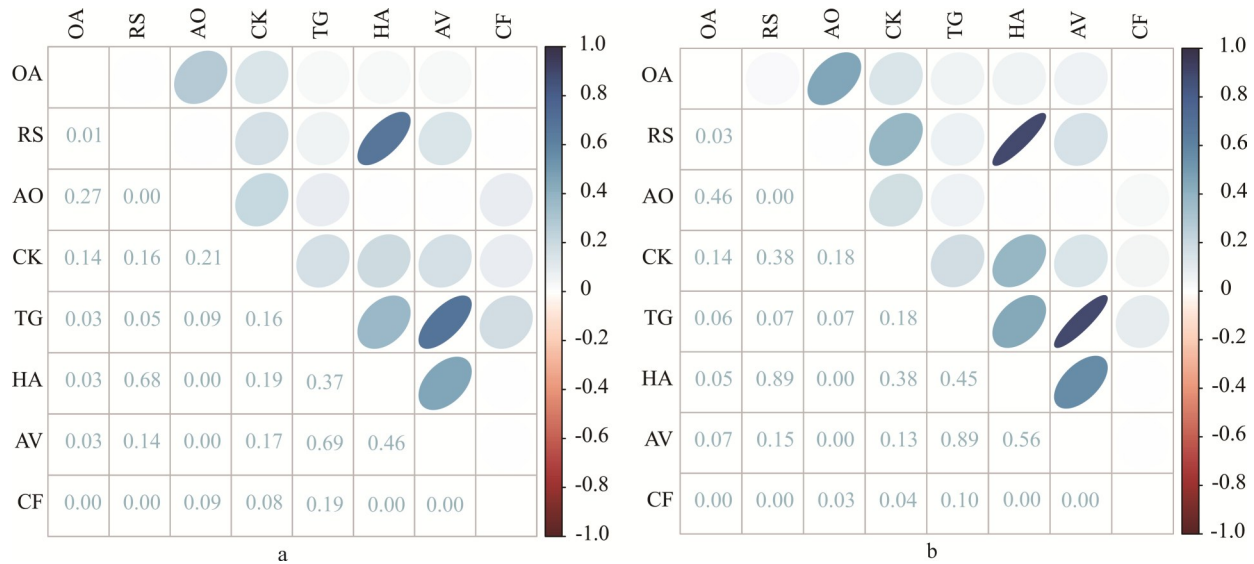 OA RS AO CK TG HA AV CF
OA
RS 0.01
AO 0.27 0.00
CK 0.14 0.16 0.21
TG 0.03 0.05 0.09 0.16
HA 0.03 0.68 0.00 0.19 0.37
AV 0.03 0.14 0.00 0.17 0.69 0.46
CF 0.00 0.00 0.09 0.08 0.19 0.00 0.00
1.0
0.8
0.6
0.4
0.2
0
-0.2
-0.4
-0.6
-0.8
-1.0
a
OA RS AO CK TG HA AV CF
OA
RS 0.03
AO 0.46 0.00
CK 0.14 0.38 0.18
TG 0.06 0.07 0.07 0.18
HA 0.05 0.89 0.00 0.38 0.45
AV 0.07 0.15 0.00 0.13 0.89 0.56
CF 0.00 0.00 0.03 0.04 0.10 0.00 0.00
1.0
0.8
0.6
0.4
0.2
0
-0.2
-0.4
-0.6
-0.8
-1.0
b